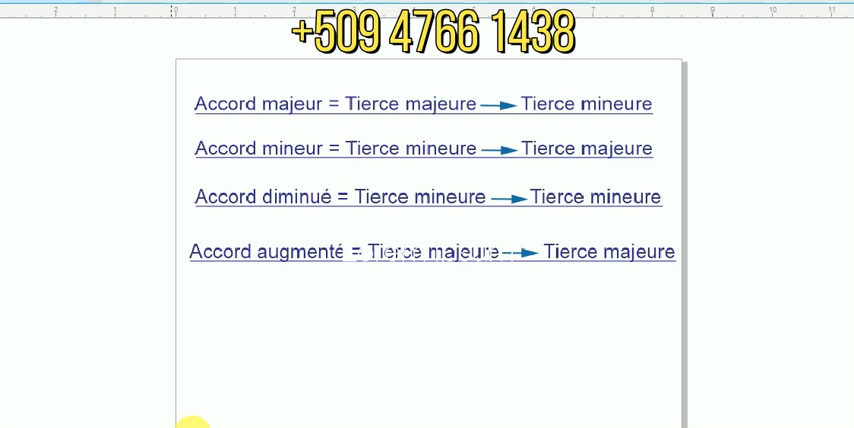 +509 4766 1438
Accord majeur = Tierce majeure → Tierce mineure
Accord mineur = Tierce mineure → Tierce majeure
Accord diminué = Tierce mineure → Tierce mineure
Accord augmenté = Tierce majeure → Tierce majeure